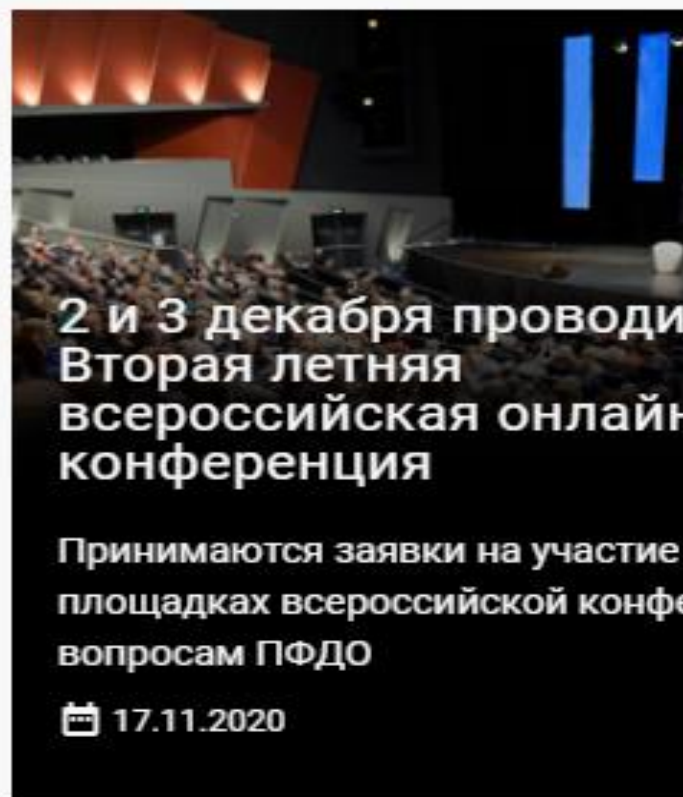 2 и 3 декабря проводи
Вторая летняя
всероссийская онлайн
конференция
Принимаются заявки на участие
площадках всероссийской конфе
вопросам ПФДО
17.11.2020